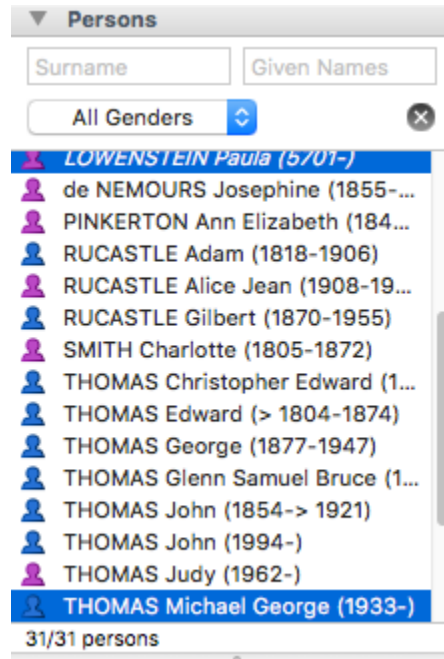 Persons
Surname Given Names
All Genders
LOWENSTEIN Paula (5701-)
de NEMOURS Josephine (1855-...
PINKERTON Ann Elizabeth (184...
RUCASTLE Adam (1818-1906)
RUCASTLE Alice Jean (1908-19...
RUCASTLE Gilbert (1870-1955)
SMITH Charlotte (1805-1872)
THOMAS Christopher Edward (1...
THOMAS Edward (> 1804-1874)
THOMAS George (1877-1947)
THOMAS Glenn Samuel Bruce (1...
THOMAS John (1854-> 1921)
THOMAS John (1994-)
THOMAS Judy (1962-)
THOMAS Michael George (1933-)
31/31 persons